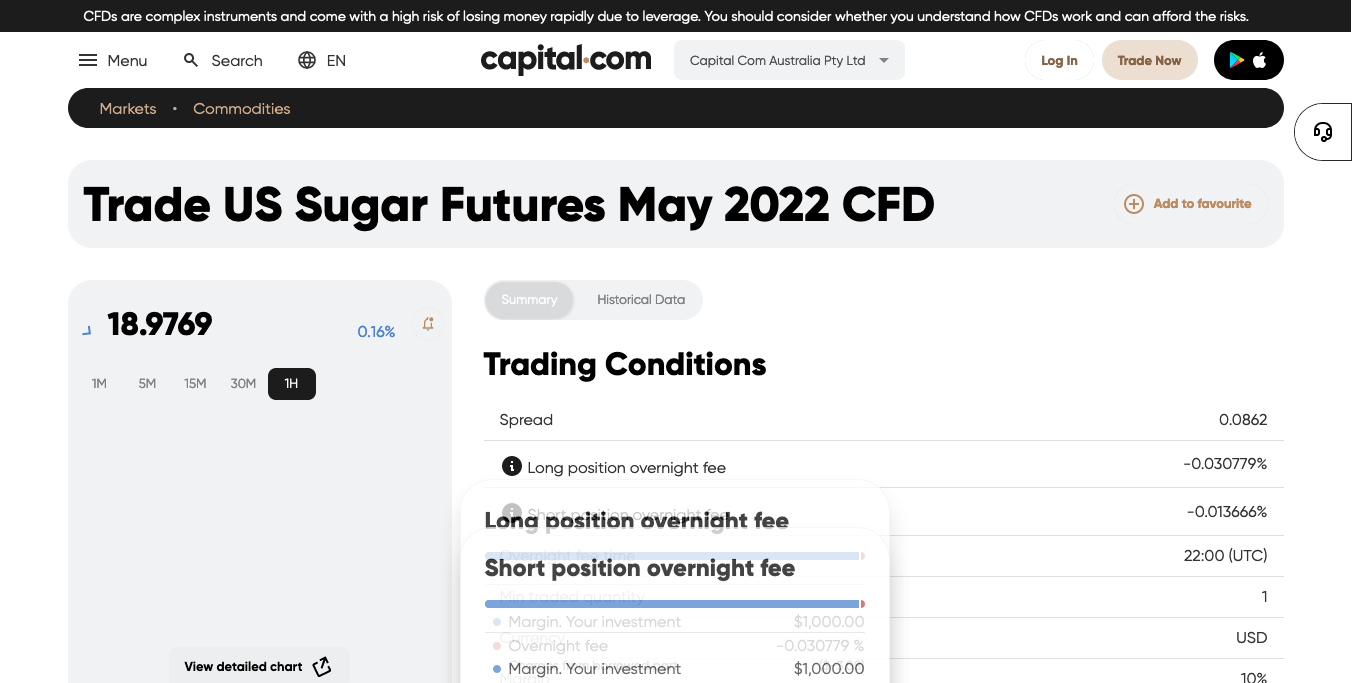 CFDs are complex instruments and come with a high risk of losing money rapidly due to leverage. You should consider whether you understand how CFDs work and can afford the risks.
Menu Search EN capital.com Capital Com Australia Pty Ltd Log In Trade Now
Markets • Commodities
Trade US Sugar Futures May 2022 CFD Add to favourite
18.9769 0.16%
1M 5M 15M 30M 1H
View detailed chart
Summary Historical Data
Trading Conditions
Spread 0.0862
Long position overnight fee -0.030779%
Short position overnight fee -0.013666%
Long position overnight fee
Overnight fee time 22:00 (UTC)
Short position overnight fee
Min traded quantity 1
Margin. Your investment $1,000.00
Currency USD
Overnight fee -0.030779 %
Margin. Your investment $1,000.00
Margin 10%